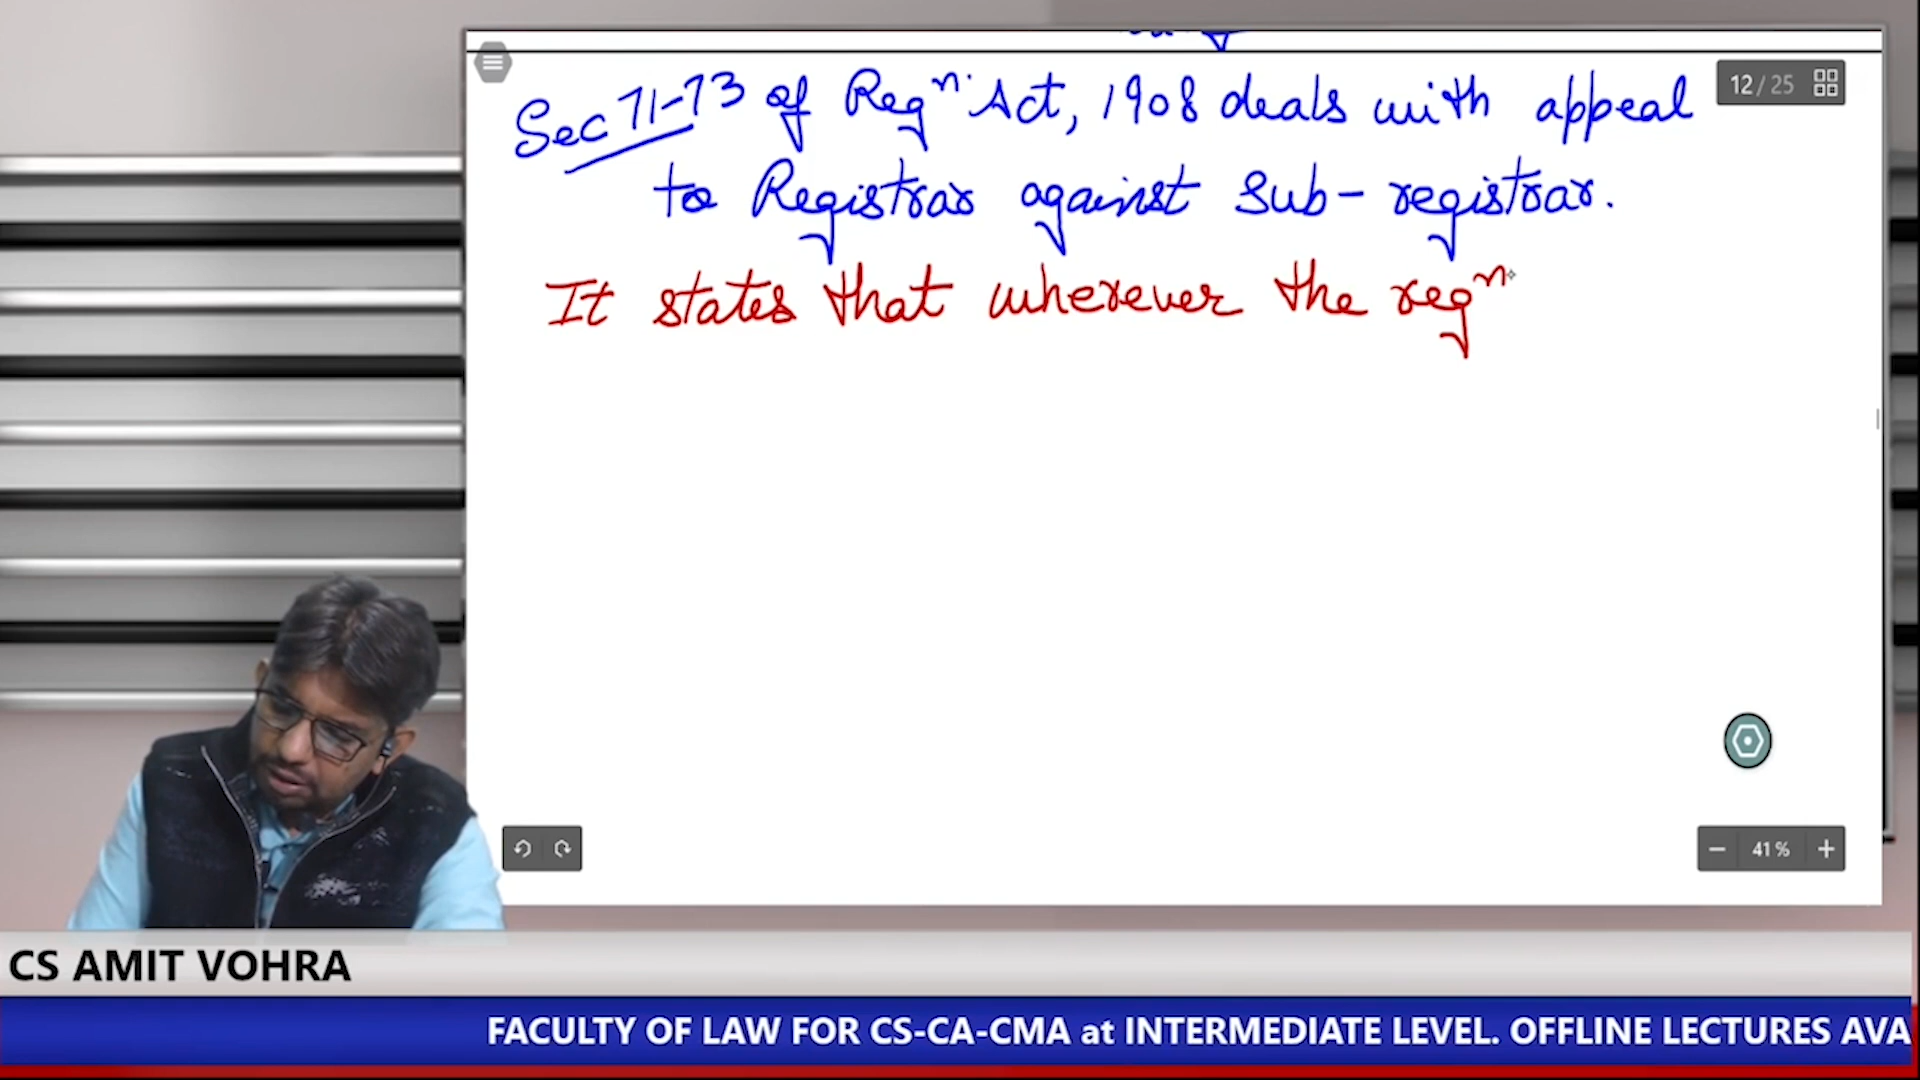 12 / 25
Sec 71-73 of Regⁿ. Act, 1908 deals with appeal
to Registrar against Sub-registrar.
It states that wherever the regⁿ
41 %
CS AMIT VOHRA
FACULTY OF LAW FOR CS-CA-CMA at INTERMEDIATE LEVEL. OFFLINE LECTURES AVA